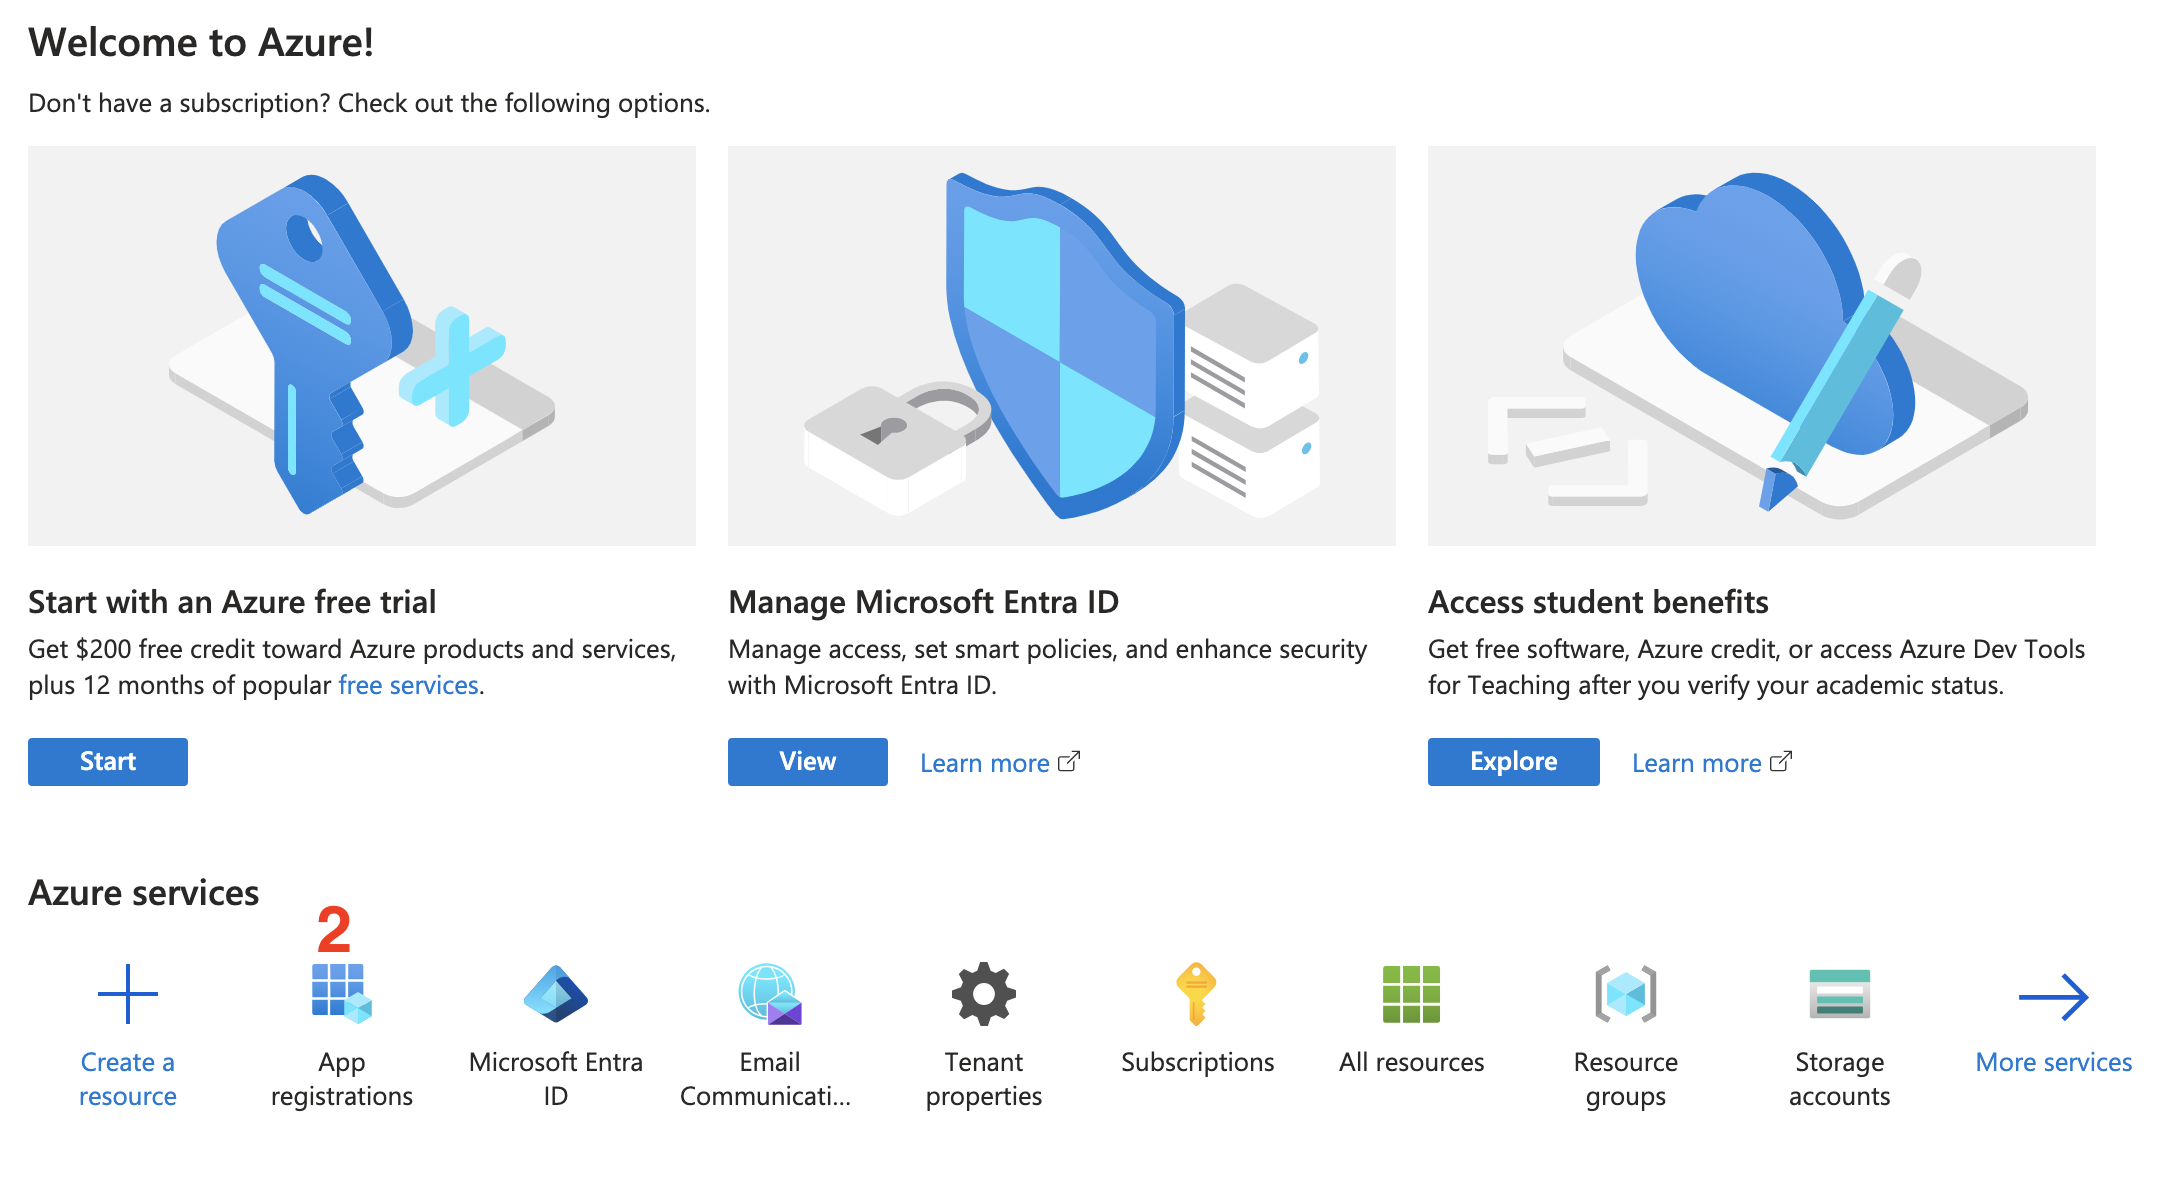 Welcome to Azure!
Don't have a subscription? Check out the following options.
Start with an Azure free trial
Get $200 free credit toward Azure products and services,
plus 12 months of popular free services.
Start
Manage Microsoft Entra ID
Manage access, set smart policies, and enhance security
with Microsoft Entra ID.
View
Learn more
Access student benefits
Get free software, Azure credit, or access Azure Dev Tools
for Teaching after you verify your academic status.
Explore
Learn more
Azure services
2
Create a
resource
App
registrations
Microsoft Entra
ID
Email
Communicati...
Tenant
properties
Subscriptions
All resources
Resource
groups
Storage
accounts
More services